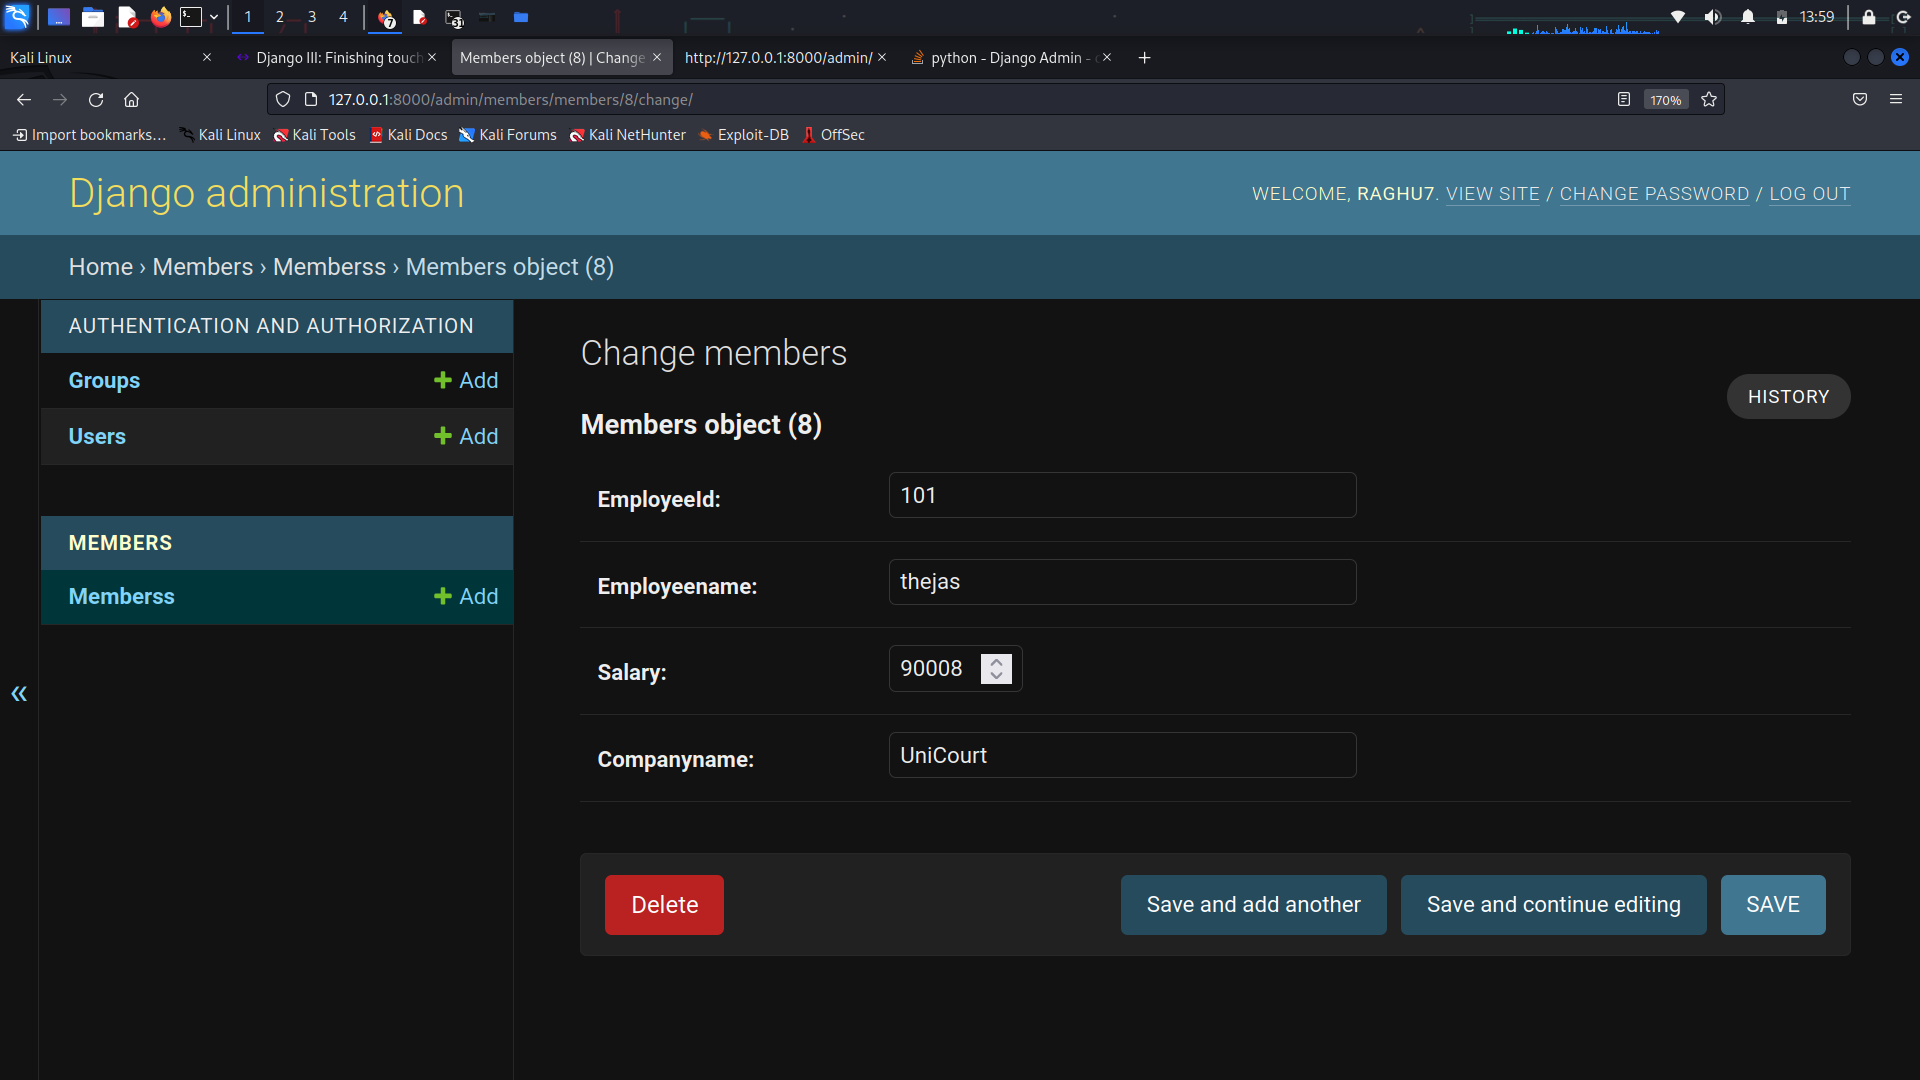 1 2 3 4 7 31 13:59
Kali Linux Django III: Finishing touch Members object (8) | Change http://127.0.0.1:8000/admin/ python - Django Admin -
127.0.0.1:8000/admin/members/members/8/change/ 170%
Import bookmarks... Kali Linux Kali Tools Kali Docs Kali Forums Kali NetHunter Exploit-DB OffSec
Django administration
WELCOME, RAGHU7. VIEW SITE / CHANGE PASSWORD / LOG OUT
Home › Members › Memberss › Members object (8)
AUTHENTICATION AND AUTHORIZATION
Groups + Add
Users + Add
MEMBERS
Memberss + Add
«
Change members
HISTORY
Members object (8)
EmployeeId: 101
Employeename: thejas
Salary: 90008
Companyname: UniCourt
Delete Save and add another Save and continue editing SAVE